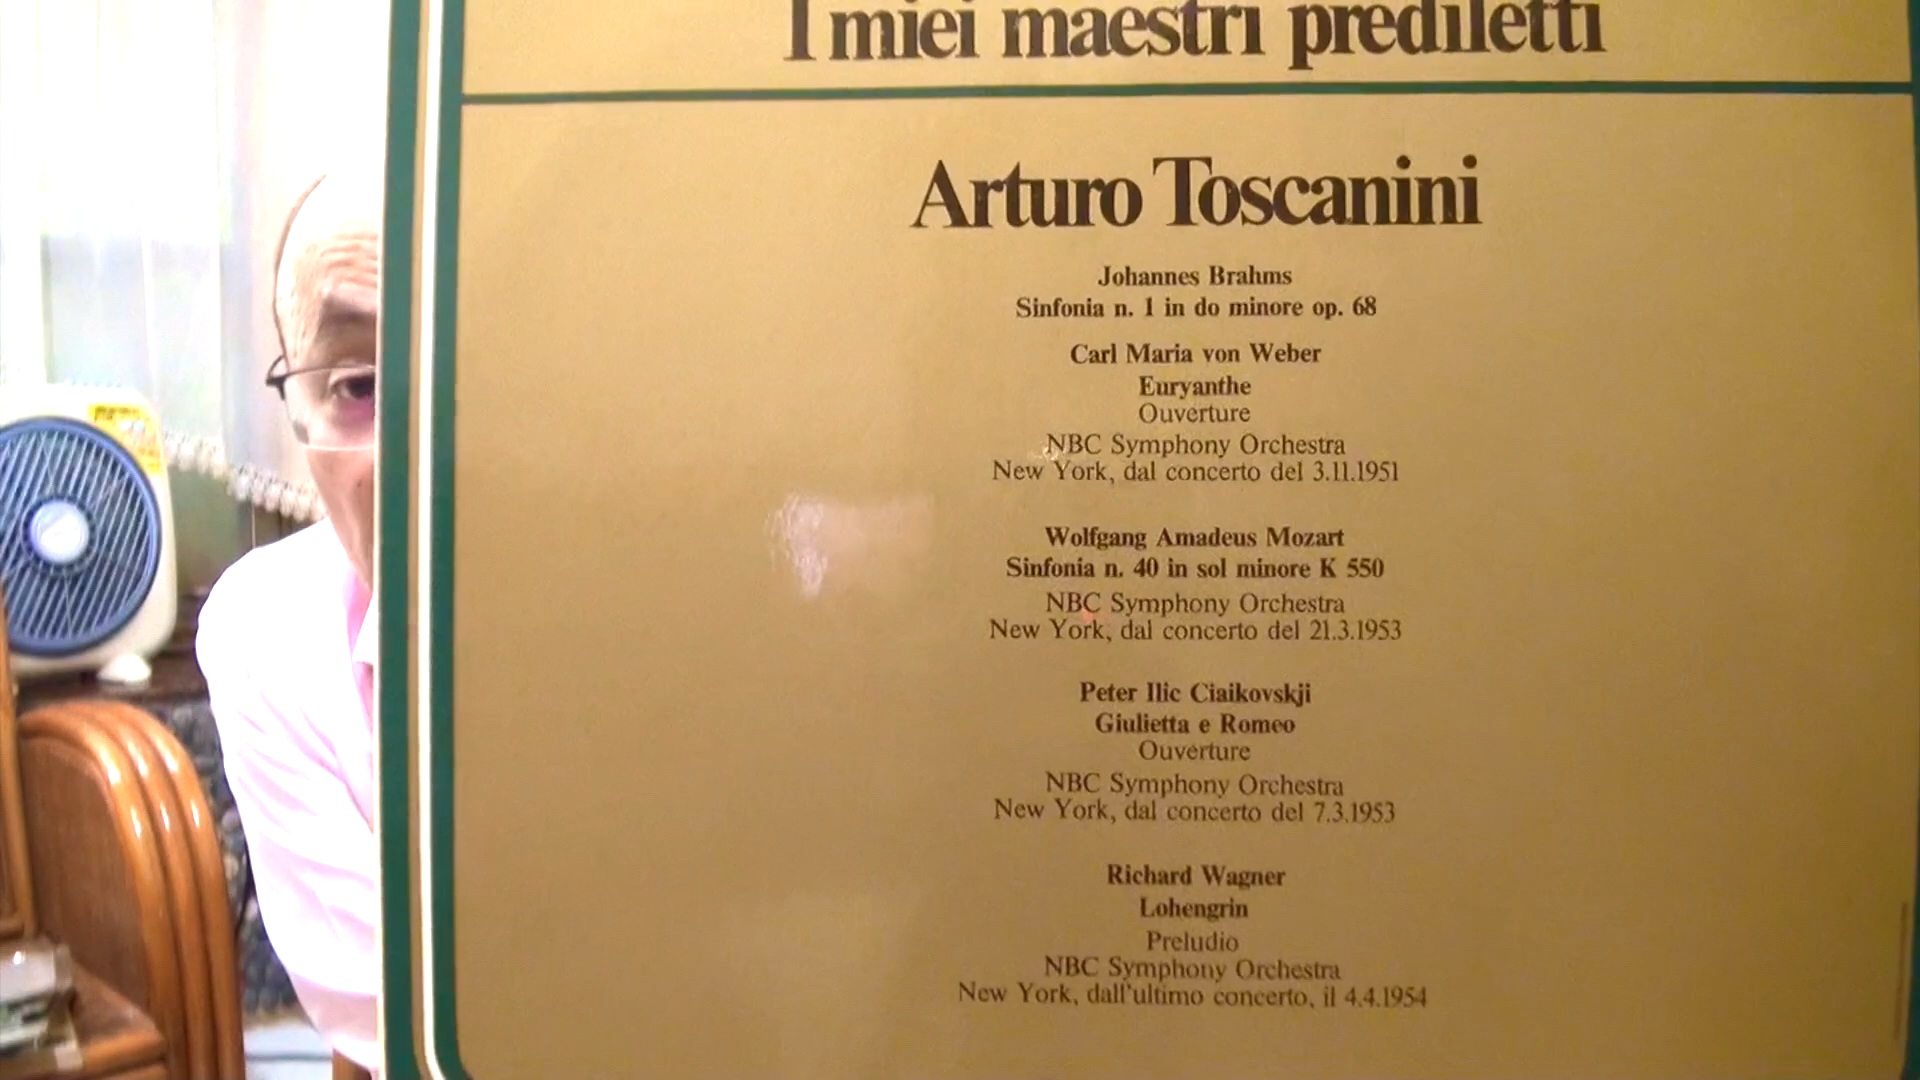 I miei maestri prediletti
Arturo Toscanini
Johannes Brahms
Sinfonia n. 1 in do minore op. 68
Carl Maria von Weber
Euryanthe
Ouverture
NBC Symphony Orchestra
New York, dal concerto del 3.11.1951
Wolfgang Amadeus Mozart
Sinfonia n. 40 in sol minore K 550
NBC Symphony Orchestra
New York, dal concerto del 21.3.1953
Peter Ilic Ciaikovskji
Giulietta e Romeo
Ouverture
NBC Symphony Orchestra
New York, dal concerto del 7.3.1953
Richard Wagner
Lohengrin
Preludio
NBC Symphony Orchestra
New York, dall'ultimo concerto, il 4.4.1954